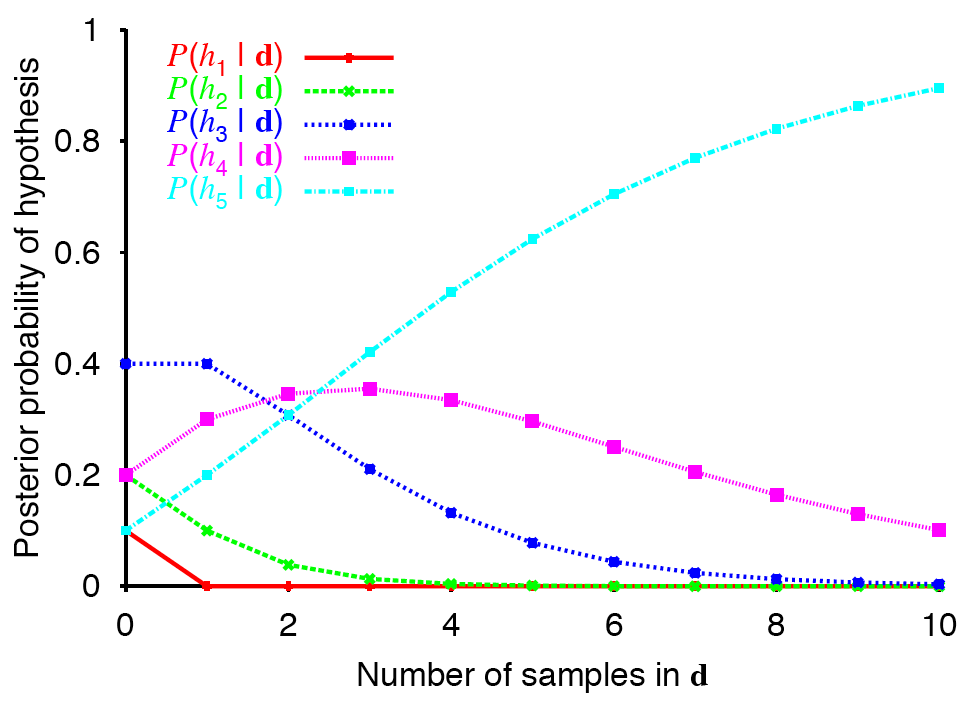 1
0.8
0.6
0.4
0.2
0
Posterior probability of hypothesis
P(h1 | d)
P(h2 | d)
P(h3 | d)
P(h4 | d)
P(h5 | d)
0 2 4 6 8 10
Number of samples in d